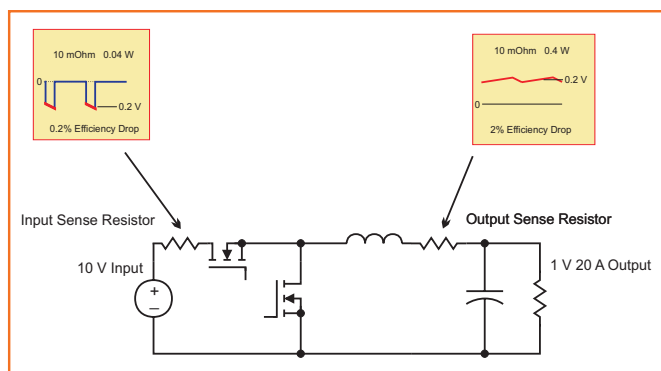 10 mOhm 0.04 W
0
0.2 V
0.2% Efficiency Drop
10 mOhm 0.4 W
0.2 V
0
2% Efficiency Drop
Input Sense Resistor
Output Sense Resistor
10 V Input
+
–
1 V 20 A Output